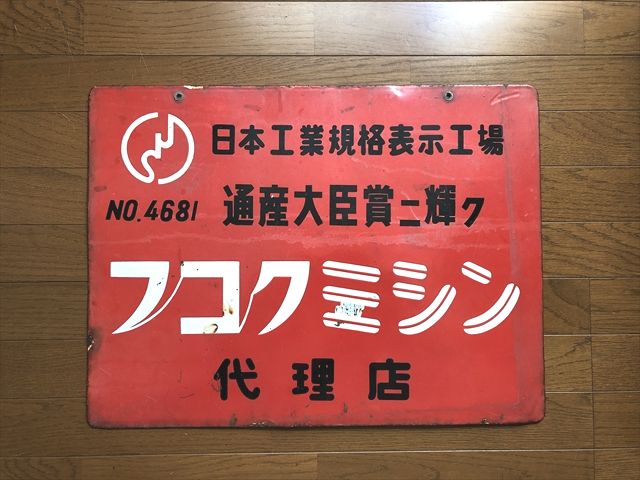 日本工業規格表示工場
NO.4681 通産大臣賞ニ輝ク
フコクミシン
代理店